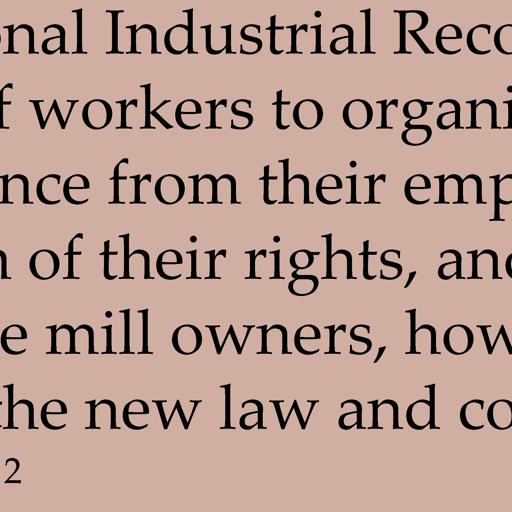 onal Industrial Reco
f workers to organi
nce from their emp
n of their rights, and
e mill owners, how
the new law and co
2